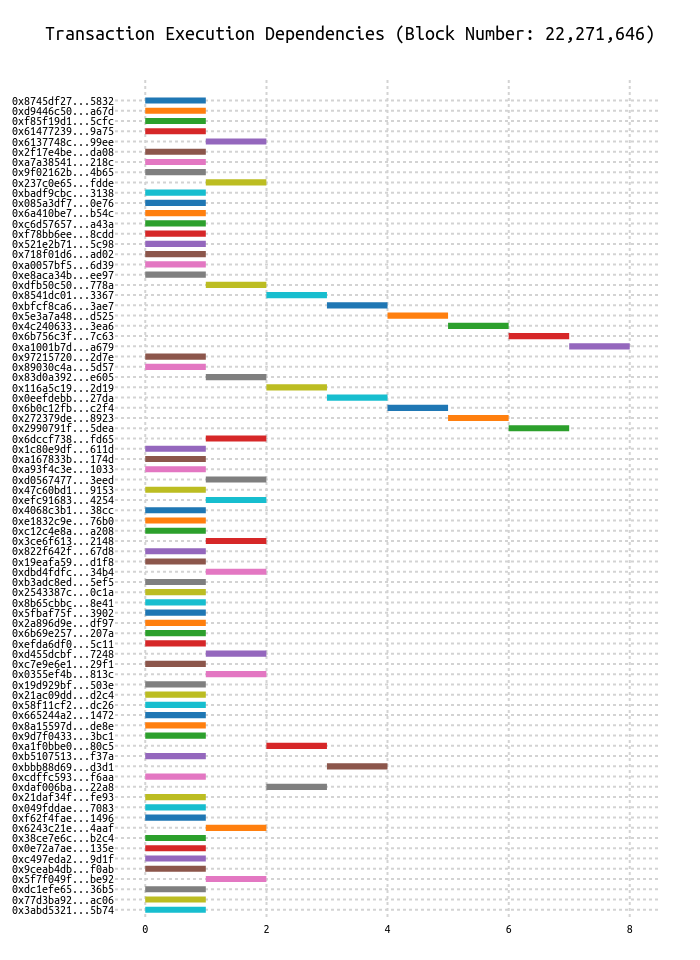 Transaction Execution Dependencies (Block Number: 22,271,646)
0x8745df27...5832
0xd9446c50...a67d
0xf85f19d1...5cfc
0x61477239...9a75
0x6137748c...99ee
0x2f17e4be...da08
0xa7a38541...218c
0x9f02162b...4b65
0x237c0e65...fdde
0xbadf9cbc...3138
0x085a3df7...0e76
0x6a410be7...b54c
0xc6d57657...a43a
0xf78bb6ee...8cdd
0x521e2b71...5c98
0x718f01d6...ad02
0xa0057bf5...6d39
0xe8aca34b...ee97
0xdfb50c50...778a
0x8541dc01...3367
0xbfcf8ca6...3ae7
0x5e3a7a48...d525
0x4c240633...3ea6
0x6b756c3f...7c63
0xa1001b7d...a679
0x97215720...2d7e
0x89030c4a...5d57
0x83d0a392...e605
0x116a5c19...2d19
0x0eefdebb...27da
0x6b0c12fb...c2f4
0x272379de...8923
0x2990791f...5dea
0x6dccf738...fd65
0x1c80e9df...611d
0xa167833b...174d
0xa93f4c3e...1033
0xd0567477...3eed
0x47c60bd1...9153
0xefc91683...4254
0x4068c3b1...38cc
0xe1832c9e...76b0
0xc12c4e8a...a208
0x3ce6f613...2148
0x822f642f...67d8
0x19eafa59...d1f8
0xdbd4fdfc...34b4
0xb3adc8ed...5ef5
0x2543387c...0c1a
0x8b65cbbc...8e41
0x5fbaf75f...3902
0x2a896d9e...df97
0x6b69e257...207a
0xefda6df0...5c11
0xd455dcbf...7248
0xc7e9e6e1...29f1
0x0355ef4b...813c
0x19d929bf...503e
0x21ac09dd...d2c4
0x58f11cf2...dc26
0x665244a2...1472
0x8a15597d...de8e
0x9d7f0433...3bc1
0xa1f0bbe0...80c5
0xb5107513...f37a
0xbbb88d69...d3d1
0xcdffc593...f6aa
0xdaf006ba...22a8
0x21daf34f...fe93
0x049fddae...7083
0xf62f4fae...1496
0x6243c21e...4aaf
0x38ce7e6c...b2c4
0x0e72a7ae...135e
0xc497eda2...9d1f
0x9ceab4db...f0ab
0x5f7f049f...be92
0xdc1efe65...36b5
0x77d3ba92...ac06
0x3abd5321...5b74
0 2 4 6 8